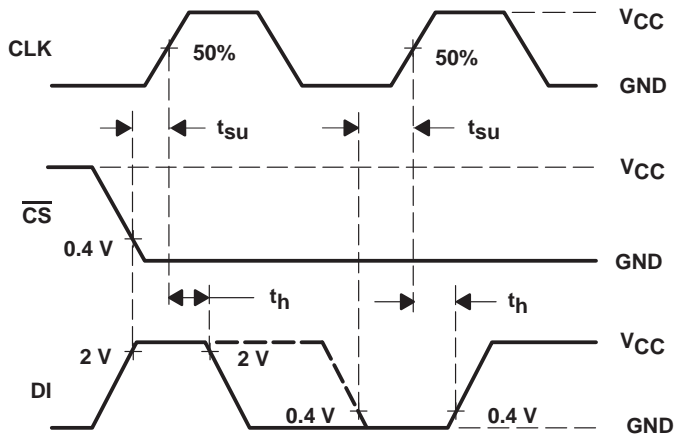 CLK
50%
50%
VCC
GND
tsu
tsu
VCC
CS
0.4 V
GND
th
th
VCC
2 V
2 V
DI
0.4 V
0.4 V
GND